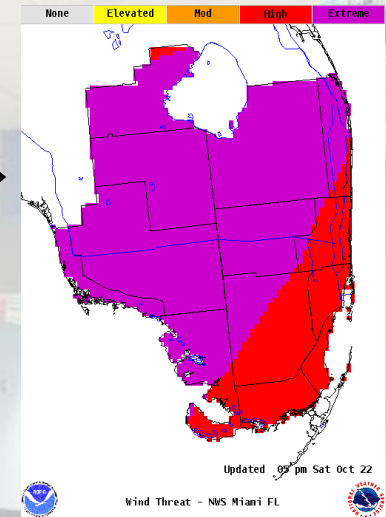 None Elevated Mod High Extreme
Updated 05 pm Sat Oct 22
Wind Threat - NWS Miami FL